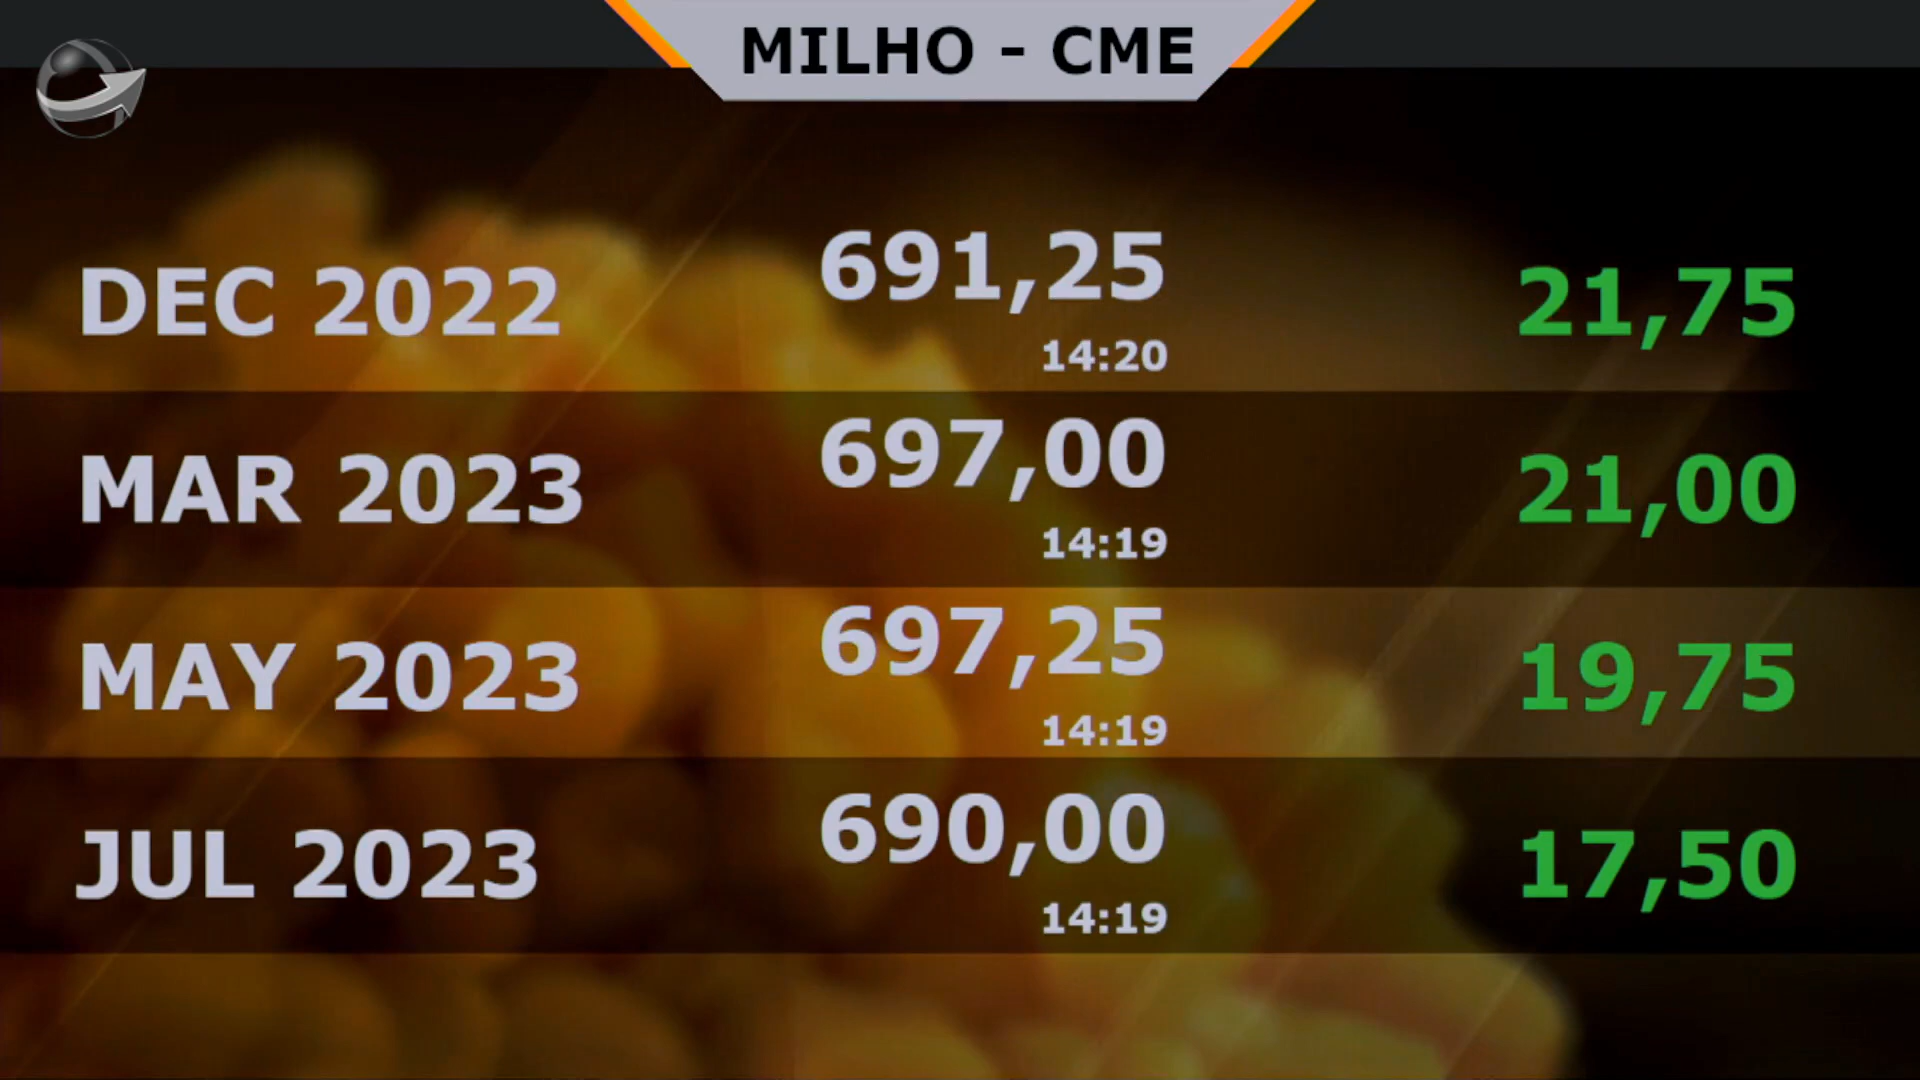 MILHO - CME
DEC 2022 691,25 21,75
14:20
MAR 2023 697,00 21,00
14:19
MAY 2023 697,25 19,75
14:19
JUL 2023 690,00 17,50
14:19